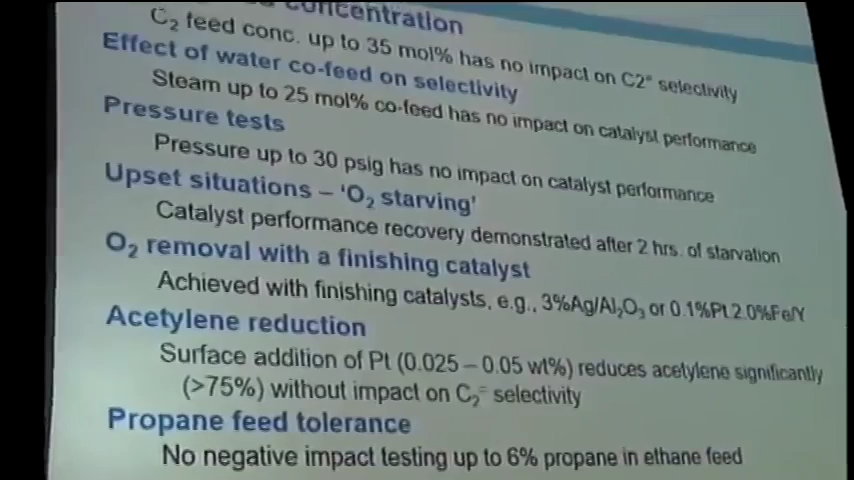 concentration
C₂ feed conc. up to 35 mol% has no impact on C2⁼ selectivity
Effect of water co-feed on selectivity
Steam up to 25 mol% co-feed has no impact on catalyst performance
Pressure tests
Pressure up to 30 psig has no impact on catalyst performance
Upset situations – 'O₂ starving'
Catalyst performance recovery demonstrated after 2 hrs. of starvation
O₂ removal with a finishing catalyst
Achieved with finishing catalysts, e.g., 3%Ag/Al₂O₃ or 0.1%Pt.2.0%Fe/Y
Acetylene reduction
Surface addition of Pt (0.025 – 0.05 wt%) reduces acetylene significantly
(>75%) without impact on C₂⁼ selectivity
Propane feed tolerance
No negative impact testing up to 6% propane in ethane feed